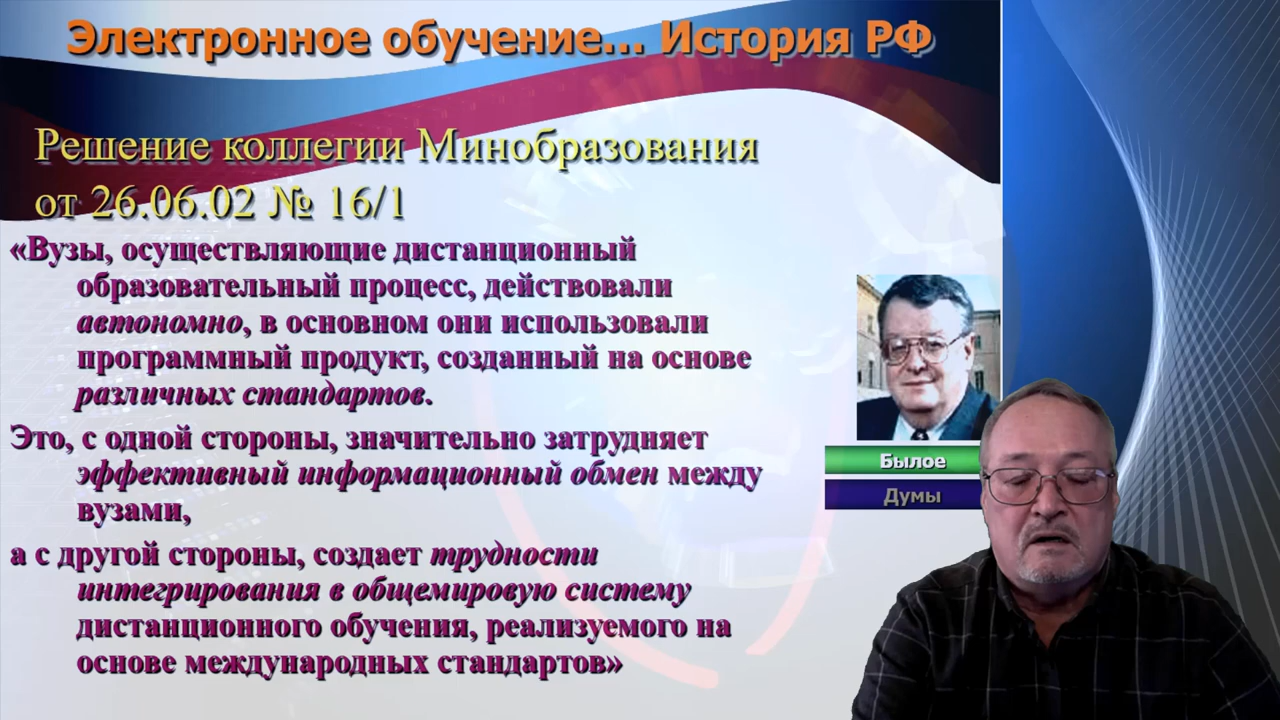 Электронное обучение... История РФ
Решение коллегии Минобразования
от 26.06.02 № 16/1
«Вузы, осуществляющие дистанционный
образовательный процесс, действовали
автономно, в основном они использовали
программный продукт, созданный на основе
различных стандартов.
Это, с одной стороны, значительно затрудняет
эффективный информационный обмен между
вузами,
а с другой стороны, создает трудности
интегрирования в общемировую систему
дистанционного обучения, реализуемого на
основе международных стандартов»
Былое
Думы